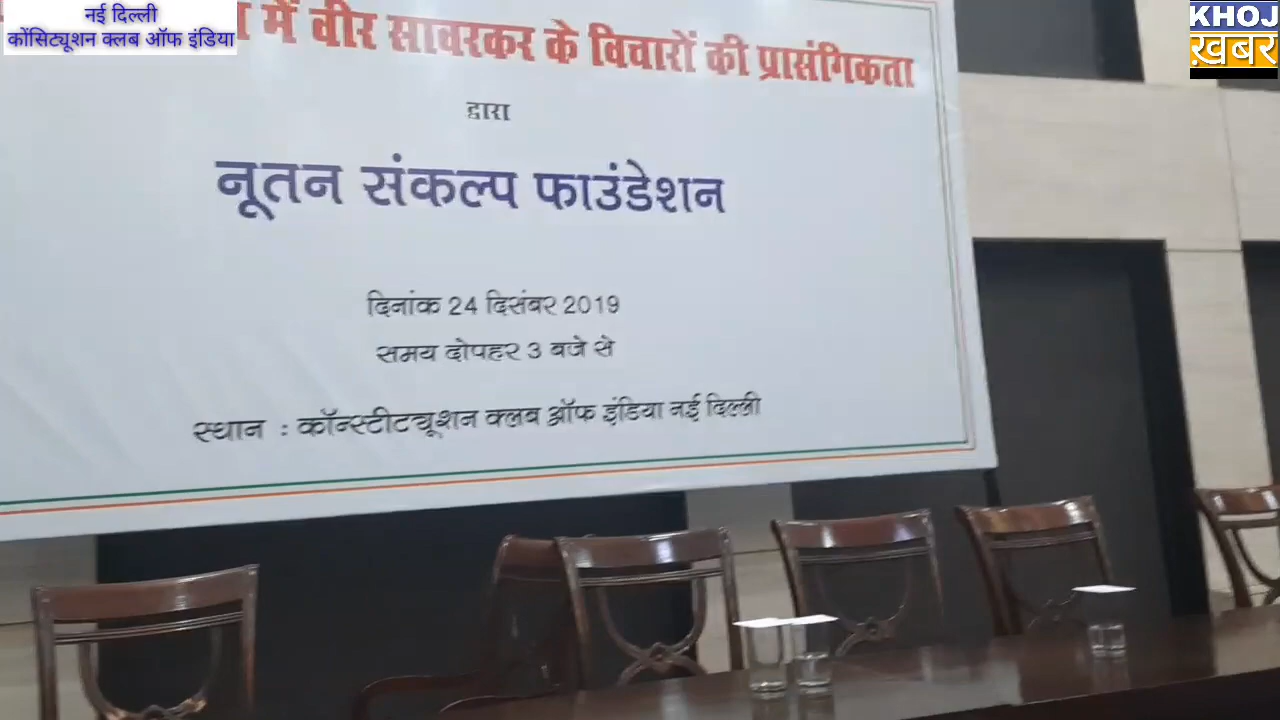 नई दिल्ली
कोंसिट्यूशन क्लब ऑफ इंडिया
KHOJ
ख़बर
में वीर सावरकर के विचारों की प्रासंगिकता
द्वारा
नूतन संकल्प फाउंडेशन
दिनांक 24 दिसंबर 2019
समय दोपहर 3 बजे से
स्थान : कॉन्स्टीटच्यूशन क्लब ऑफ इंडिया नई दिल्ली